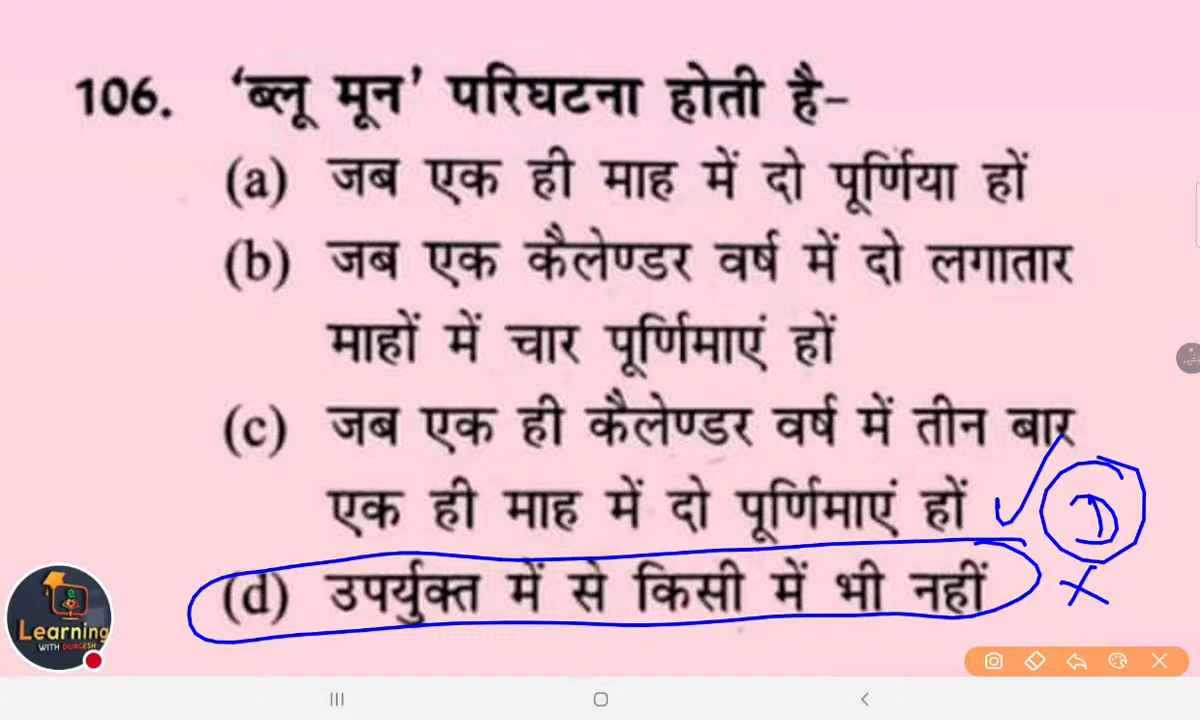 106. 'ब्लू मून' परिघटना होती है-
(a) जब एक ही माह में दो पूर्णिया हों
(b) जब एक कैलेण्डर वर्ष में दो लगातार
माहों में चार पूर्णिमाएं हों
(c) जब एक ही कैलेण्डर वर्ष में तीन बार
एक ही माह में दो पूर्णिमाएं हों
D
(d) उपर्युक्त में से किसी में भी नहीं
Learning
WITH DURGESH